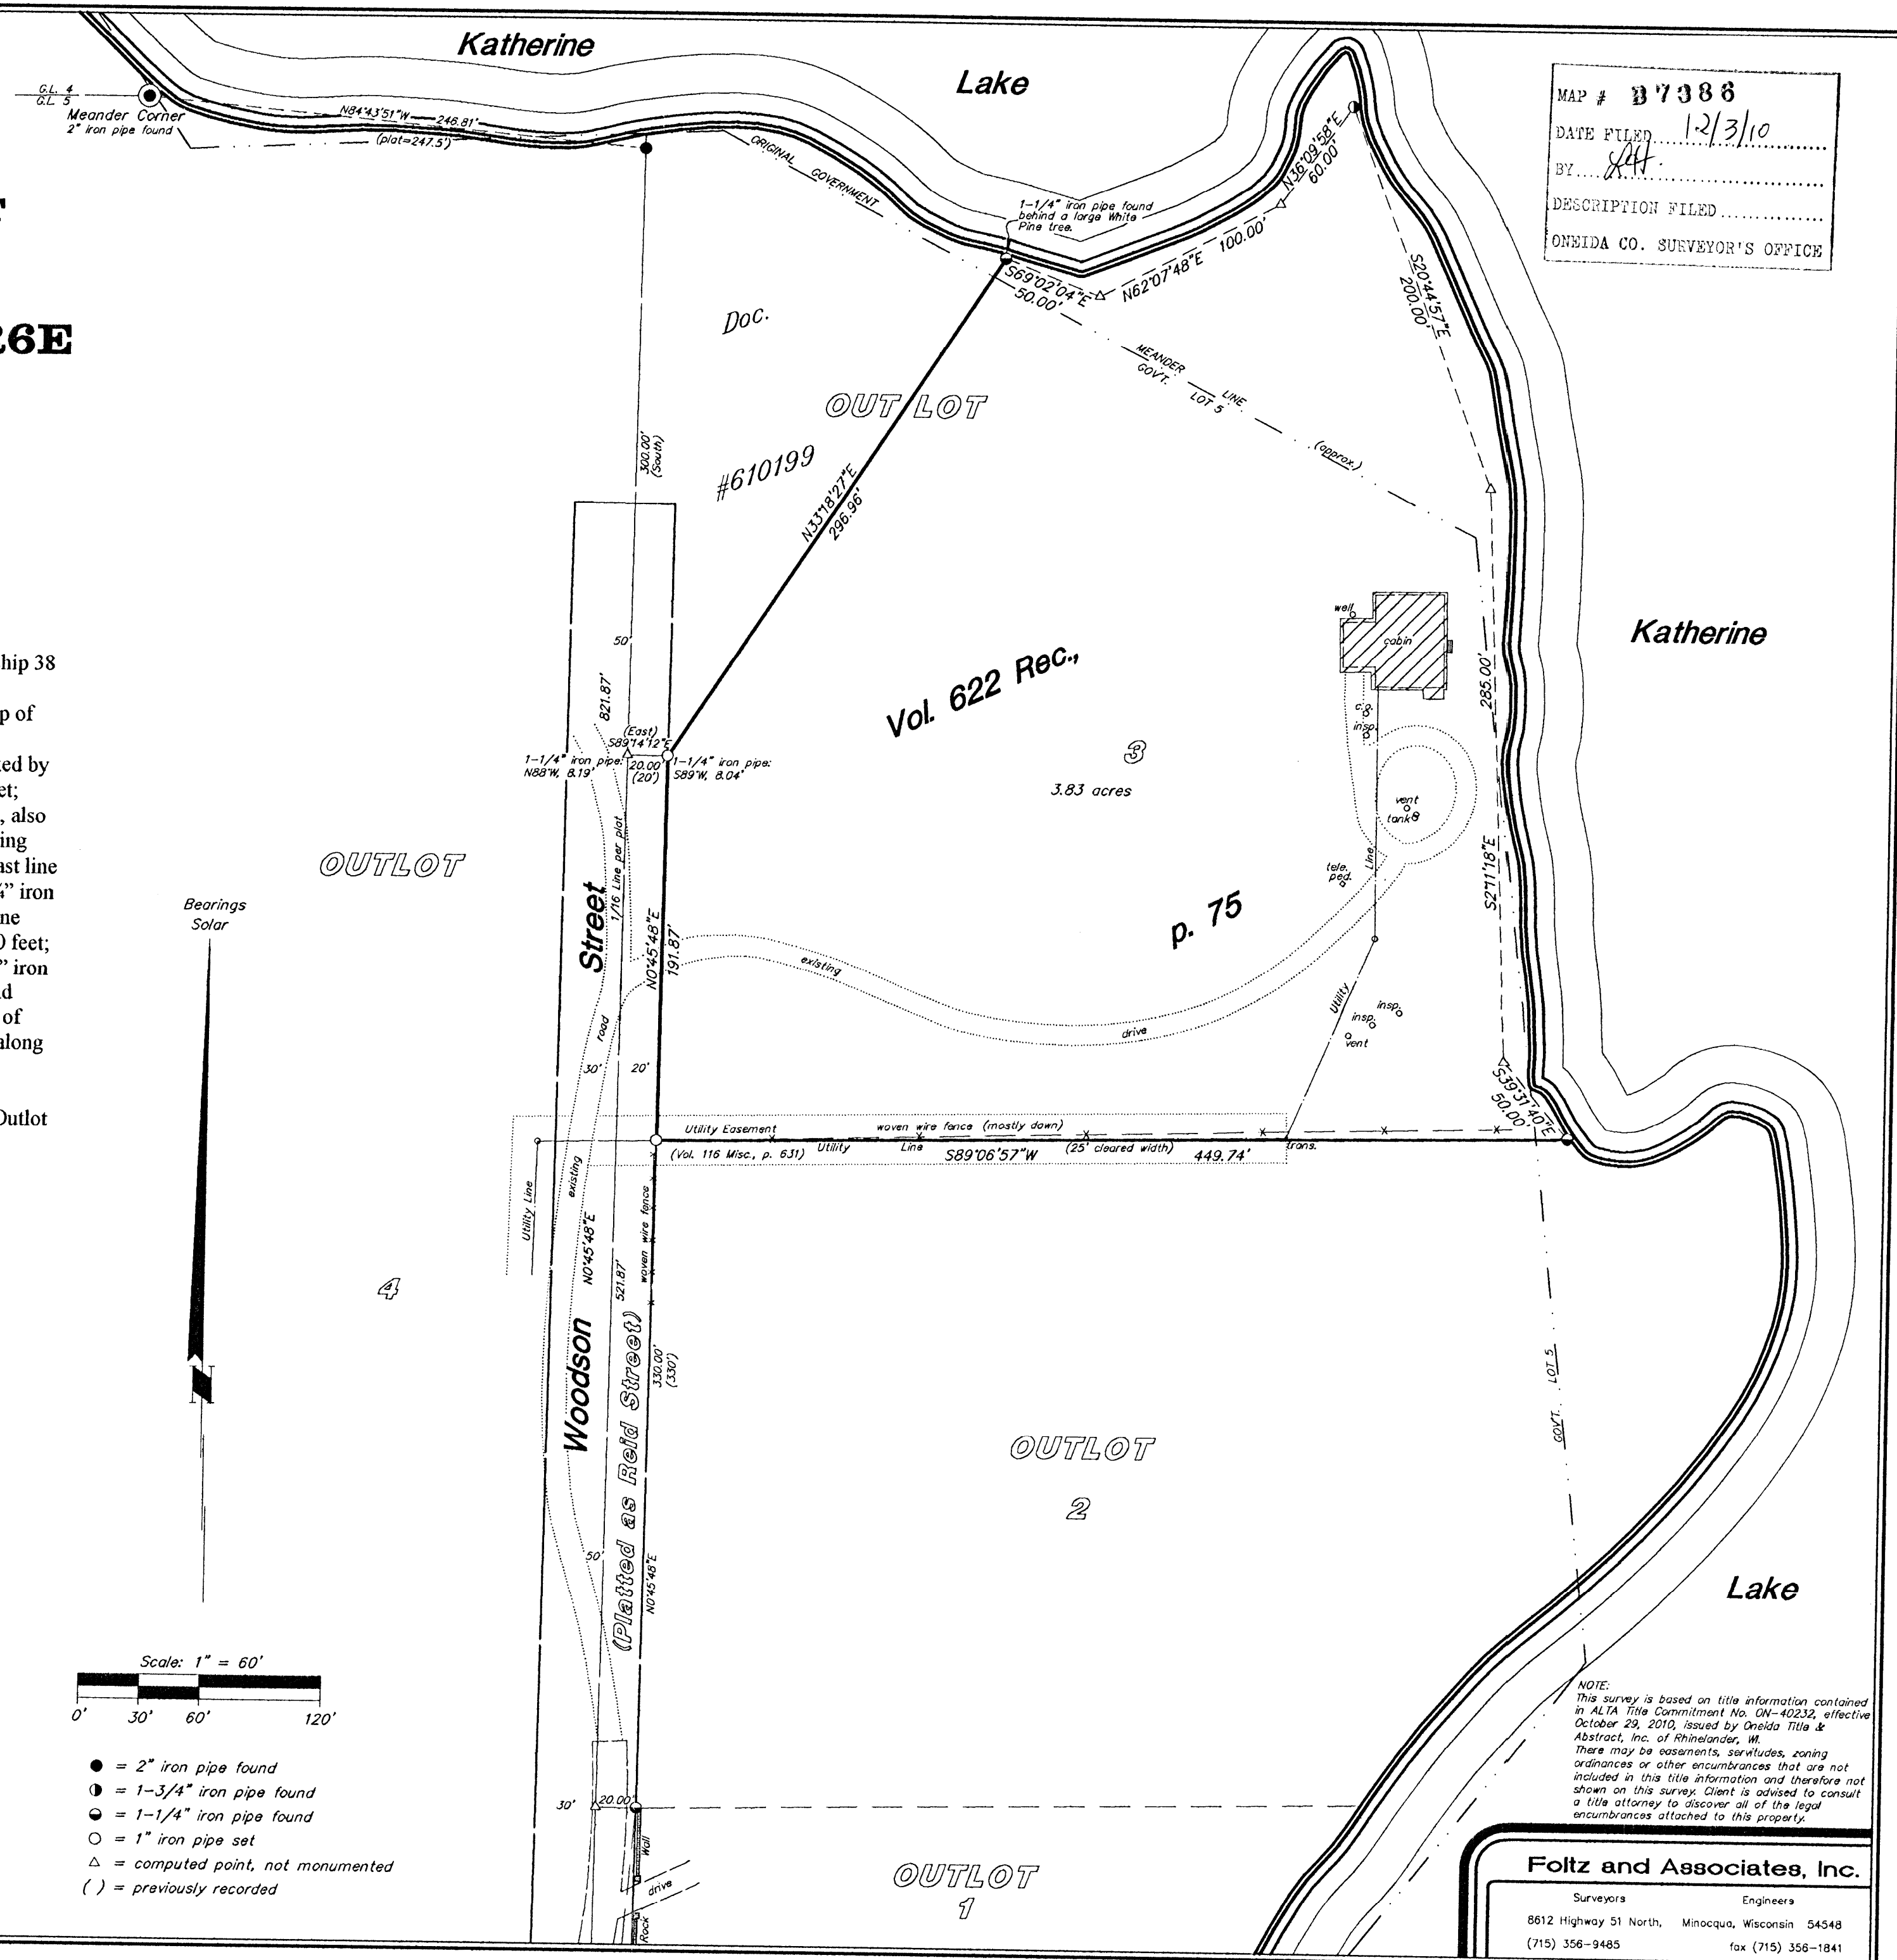 Katherine
Lake
G.L. 4
G.L. 5
Meander Corner
2" iron pipe found
N84°43'51"W 246.81'
(plat=247.5')
MAP # B7386
DATE FILED 12/3/10
BY
DESCRIPTION FILED
ONEIDA CO. SURVEYOR'S OFFICE
ORIGINAL GOVERNMENT
1-1/4" iron pipe found
behind a large White
Pine tree.
N36°09'58"E
60.00'
S69°02'04"E
50.00'
N62°07'48"E 100.00'
S20°44'57"E
200.00'
26E
Doc.
MEANDER LINE
GOV'T. LOT 5
(approx.)
OUTLOT
300.00'
(South)
#610199
N33°18'27"E
296.96'
Katherine
well
cabin
hip 38
p of
ed by
et;
, also
ing
ast line
¼" iron
ne
0 feet;
" iron
d
of
along
Outlot
50'
821.87'
Vol. 622 Rec.,
285.00'
c.o.
insp.
(East)
S89°14'12"E
1-1/4" iron pipe:
N88°W, 8.19'
20.00'
(20')
1-1/4" iron pipe:
S89°W, 8.04'
3
3.83 acres
vent
tank
OUTLOT
1/16 Line per plat
tele.
ped.
Line
S2°11'18"E
Bearings
Solar
Street
N0°45'48"E
191.87'
p. 75
existing
drive
Utility
insp.
insp.
vent
road
30'
20'
S39°31'40"E
50.00'
Utility Easement
woven wire fence (mostly down)
(Vol. 116 Misc., p. 631)
Utility Line
S89°06'57"W
(25' cleared width)
449.74'
trans.
Utility Line
existing
N0°45'48"E
woven wire fence
521.87'
4
N
Woodson
(Platted as Reid Street)
330.00'
(330')
GOV'T. LOT 5
OUTLOT
2
50'
N0°45'48"E
Lake
Scale: 1" = 60'
0' 30' 60' 120'
NOTE:
This survey is based on title information contained
in ALTA Title Commitment No. ON-40232, effective
October 29, 2010, issued by Oneida Title &
Abstract, Inc. of Rhinelander, WI.
There may be easements, servitudes, zoning
ordinances or other encumbrances that are not
included in this title information and therefore not
shown on this survey. Client is advised to consult
a title attorney to discover all of the legal
encumbrances attached to this property.
● = 2" iron pipe found
◑ = 1-3/4" iron pipe found
◒ = 1-1/4" iron pipe found
○ = 1" iron pipe set
△ = computed point, not monumented
( ) = previously recorded
30'
20.00'
Wall
drive
Rock
OUTLOT
1
Foltz and Associates, Inc.
Surveyors Engineers
8612 Highway 51 North, Minocqua, Wisconsin 54548
(715) 356-9485 fax (715) 356-1841